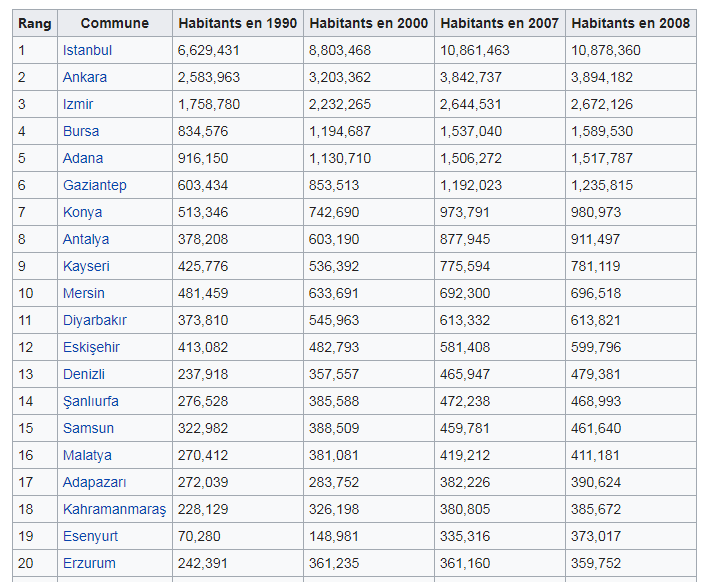 Rang Commune Habitants en 1990 Habitants en 2000 Habitants en 2007 Habitants en 2008
1 Istanbul 6,629,431 8,803,468 10,861,463 10,878,360
2 Ankara 2,583,963 3,203,362 3,842,737 3,894,182
3 Izmir 1,758,780 2,232,265 2,644,531 2,672,126
4 Bursa 834,576 1,194,687 1,537,040 1,589,530
5 Adana 916,150 1,130,710 1,506,272 1,517,787
6 Gaziantep 603,434 853,513 1,192,023 1,235,815
7 Konya 513,346 742,690 973,791 980,973
8 Antalya 378,208 603,190 877,945 911,497
9 Kayseri 425,776 536,392 775,594 781,119
10 Mersin 481,459 633,691 692,300 696,518
11 Diyarbakır 373,810 545,963 613,332 613,821
12 Eskişehir 413,082 482,793 581,408 599,796
13 Denizli 237,918 357,557 465,947 479,381
14 Şanlıurfa 276,528 385,588 472,238 468,993
15 Samsun 322,982 388,509 459,781 461,640
16 Malatya 270,412 381,081 419,212 411,181
17 Adapazarı 272,039 283,752 382,226 390,624
18 Kahramanmaraş 228,129 326,198 380,805 385,672
19 Esenyurt 70,280 148,981 335,316 373,017
20 Erzurum 242,391 361,235 361,160 359,752